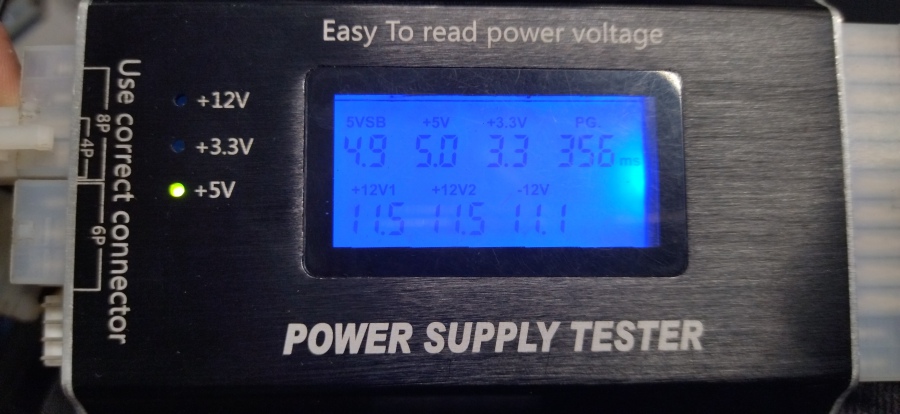 Easy To read power voltage
Use correct connector
8P
4P
6P
+12V
+3.3V
+5V
5VSB +5V +3.3V PG.
4.9 5.0 3.3 356 ms
+12V1 +12V2 -12V
11.5 11.5 11.1
POWER SUPPLY TESTER